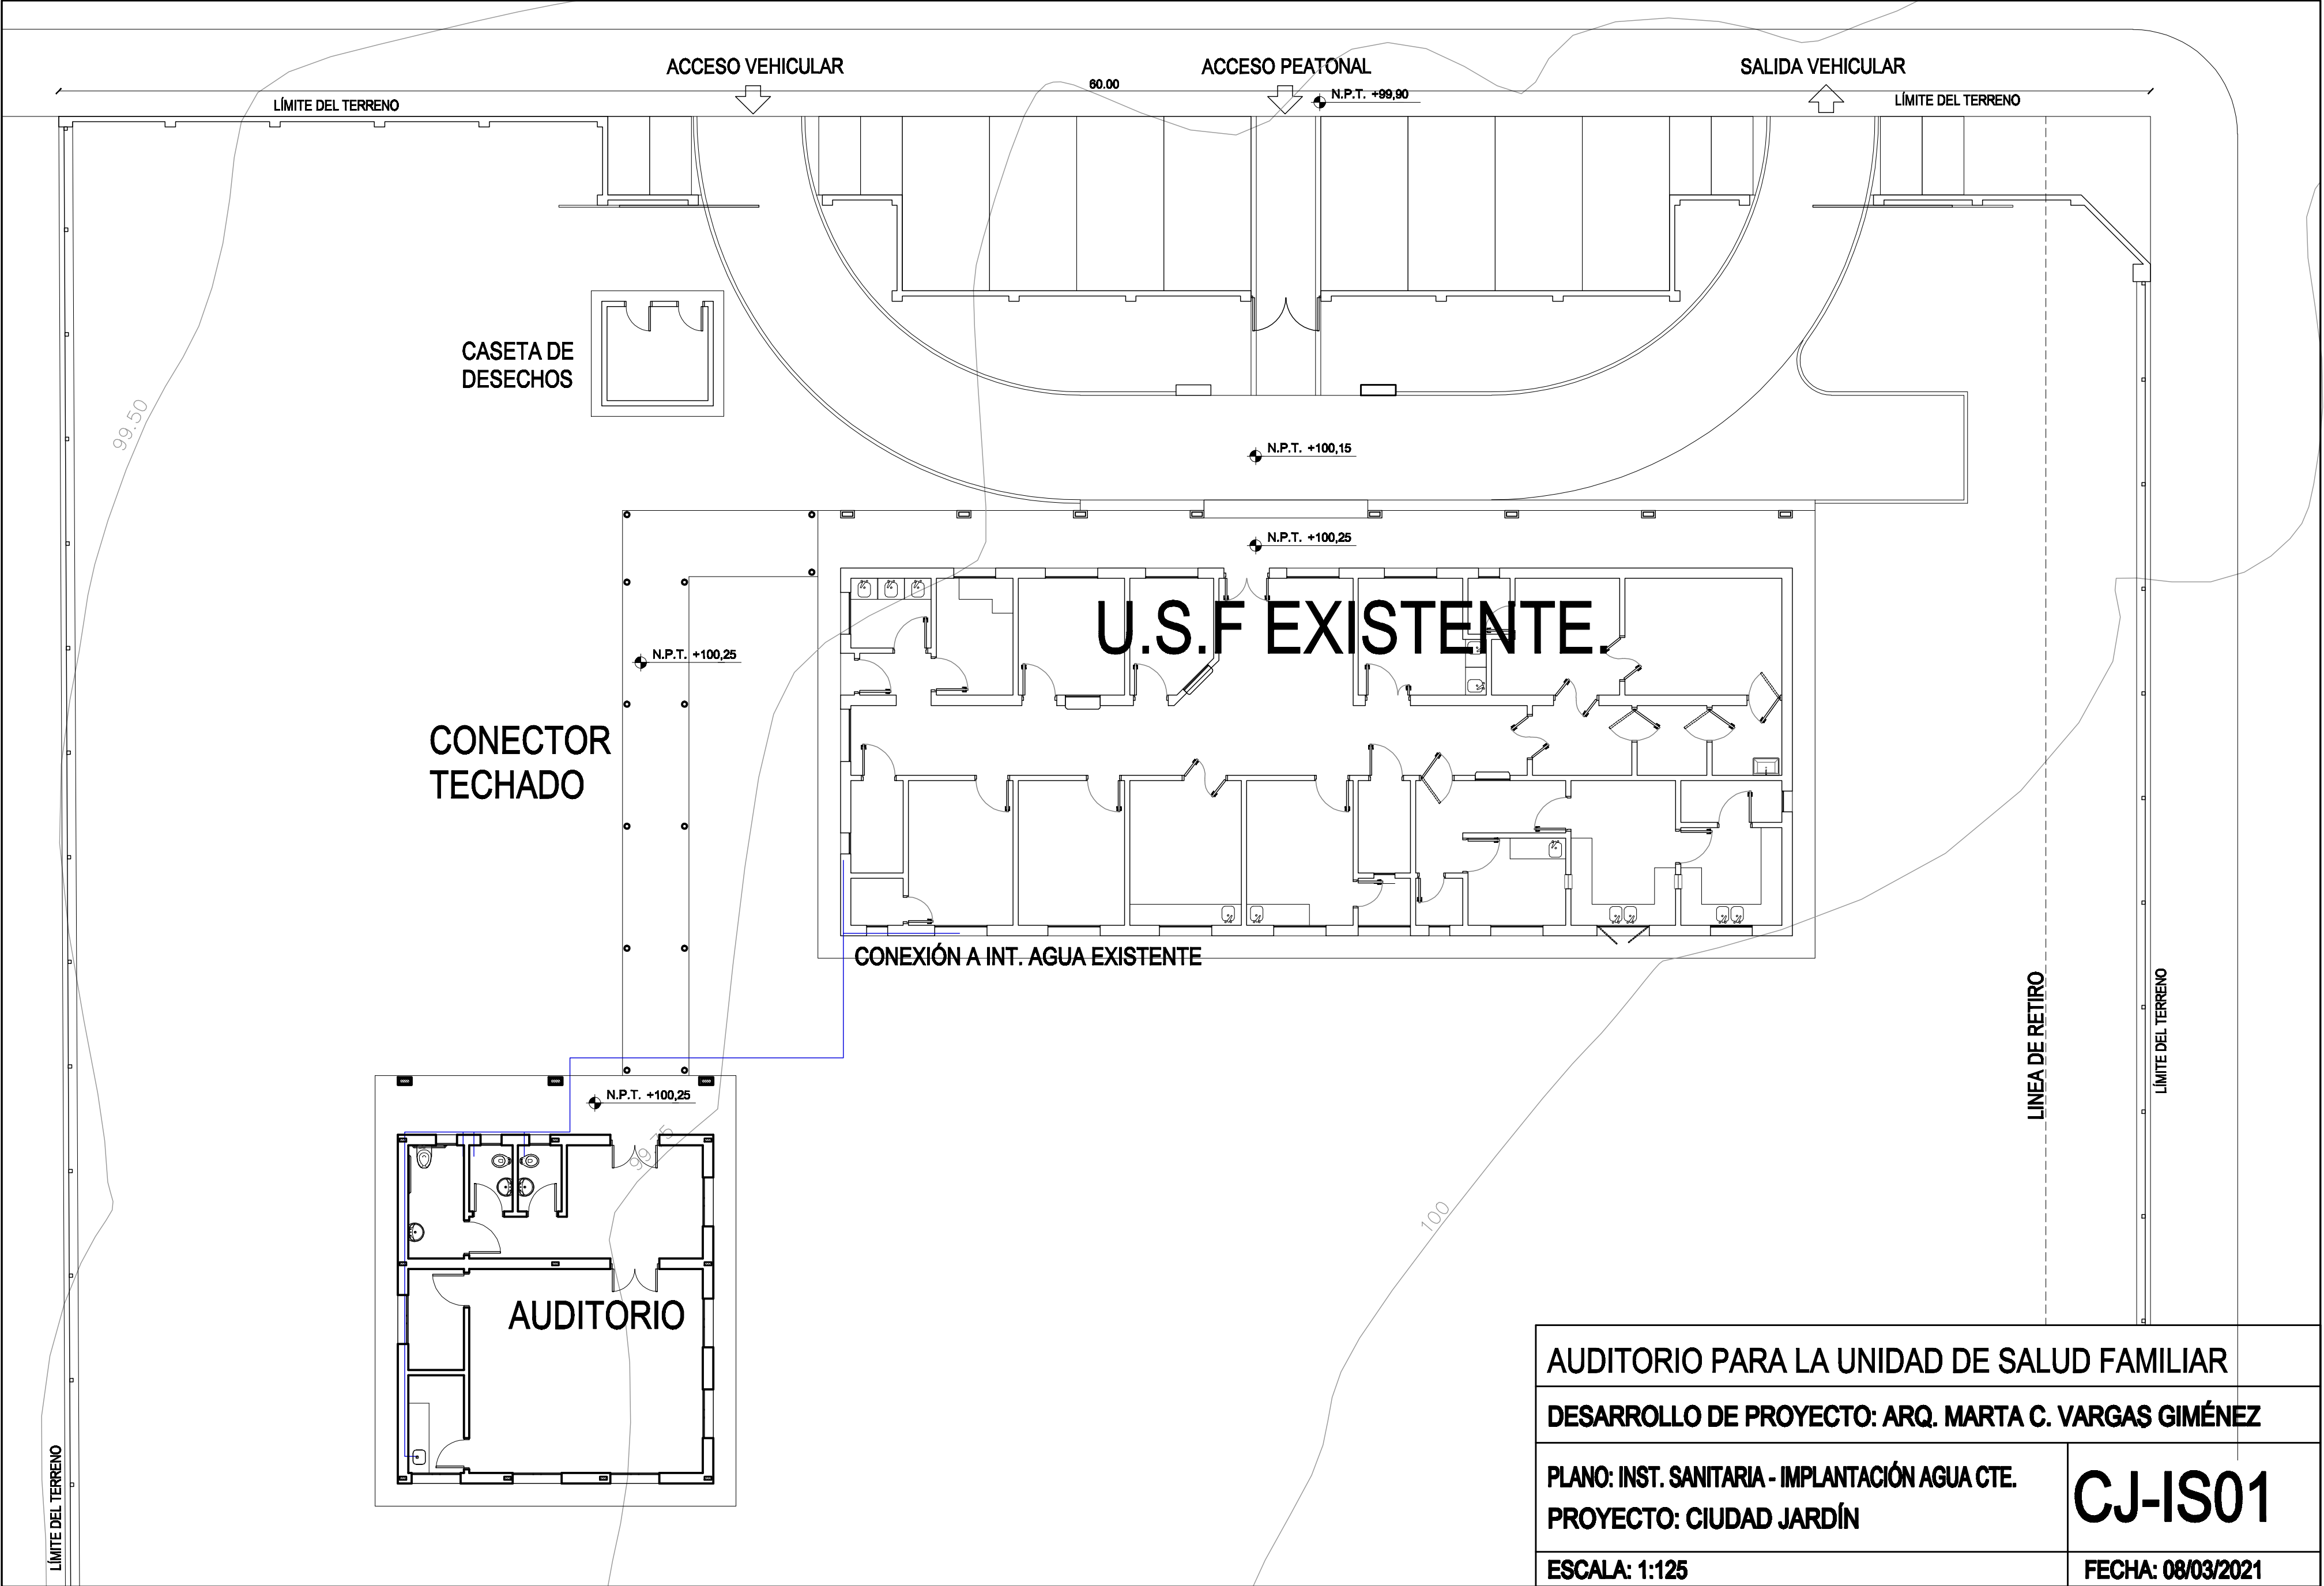 ACCESO VEHICULAR
ACCESO PEATONAL
SALIDA VEHICULAR
60.00
N.P.T. +99,90
LÍMITE DEL TERRENO
LÍMITE DEL TERRENO
CASETA DE
DESECHOS
99.50
N.P.T. +100,15
N.P.T. +100,25
U.S.F EXISTENTE.
N.P.T. +100,25
CONECTOR
TECHADO
CONEXIÓN A INT. AGUA EXISTENTE
LINEA DE RETIRO
LÍMITE DEL TERRENO
N.P.T. +100,25
99.75
100
AUDITORIO
LÍMITE DEL TERRENO
AUDITORIO PARA LA UNIDAD DE SALUD FAMILIAR
DESARROLLO DE PROYECTO: ARQ. MARTA C. VARGAS GIMÉNEZ
PLANO: INST. SANITARIA - IMPLANTACIÓN AGUA CTE.
PROYECTO: CIUDAD JARDÍN
CJ-IS01
ESCALA: 1:125
FECHA: 08/03/2021